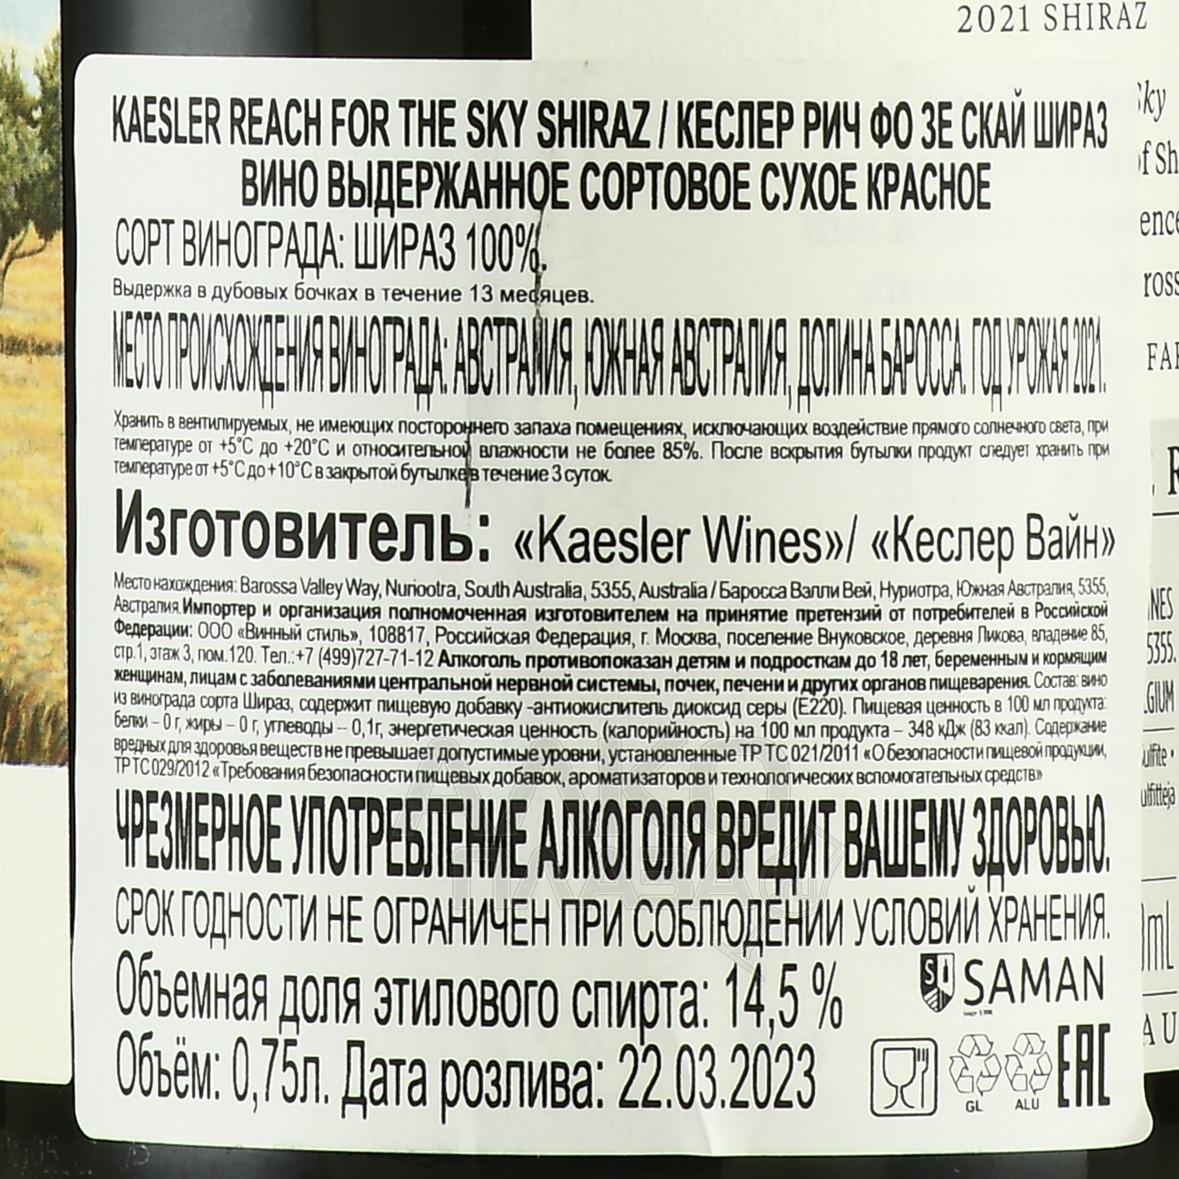 2021 SHIRAZ
KAESLER REACH FOR THE SKY SHIRAZ / КЕСЛЕР РИЧ ФО ЗЕ СКАЙ ШИРАЗ
ВИНО ВЫДЕРЖАННОЕ СОРТОВОЕ СУХОЕ КРАСНОЕ
СОРТ ВИНОГРАДА: ШИРАЗ 100%.
Выдержка в дубовых бочках в течение 13 месяцев.
МЕСТО ПРОИСХОЖДЕНИЯ ВИНОГРАДА: АВСТРАЛИЯ, ЮЖНАЯ АВСТРАЛИЯ, ДОЛИНА БАРОССА. ГОД УРОЖАЯ 2021.
Хранить в вентилируемых, не имеющих постороннего запаха помещениях, исключающих воздействие прямого солнечного света, при
температуре от +5°C до +20°C и относительной влажности не более 85%. После вскрытия бутылки продукт следует хранить при
температуре от +5°C до +10°C в закрытой бутылке в течение 3 суток.
Изготовитель: «Kaesler Wines»/ «Кеслер Вайн»
Место нахождения: Barossa Valley Way, Nuriootra, South Australia, 5355, Australia / Баросса Вэлли Вей, Нуриотра, Южная Австралия, 5355,
Австралия.Импортер и организация уполномоченная изготовителем на принятие претензий от потребителей в Российской
Федерации: ООО «Винный стиль», 108817, Российская Федерация, г. Москва, поселение Внуковское, деревня Ликова, владение 85,
стр.1, этаж 3, пом.120. Тел.:+7 (499)727-71-12 Алкоголь противопоказан детям и подросткам до 18 лет, беременным и кормящим
женщинам, лицам с заболеваниями центральной нервной системы, почек, печени и других органов пищеварения. Состав: вино
из винограда сорта Шираз, содержит пищевую добавку -антиокислитель диоксид серы (Е220). Пищевая ценность в 100 мл продукта:
белки – 0 г, жиры – 0 г, углеводы – 0,1г, энергетическая ценность (калорийность) на 100 мл продукта – 348 кДж (83 ккал). Содержание
вредных для здоровья веществ не превышает допустимые уровни, установленные ТР ТС 021/2011 «О безопасности пищевой продукции,
ТР ТС 029/2012 «Требования безопасности пищевых добавок, ароматизаторов и технологических вспомогательных средств»
ЧРЕЗМЕРНОЕ УПОТРЕБЛЕНИЕ АЛКОГОЛЯ ВРЕДИТ ВАШЕМУ ЗДОРОВЬЮ.
СРОК ГОДНОСТИ НЕ ОГРАНИЧЕН ПРИ СОБЛЮДЕНИИ УСЛОВИЙ ХРАНЕНИЯ.
Объемная доля этилового спирта: 14,5 %
SAMAN
Объём: 0,75л. Дата розлива: 22.03.2023
GL ALU EAC